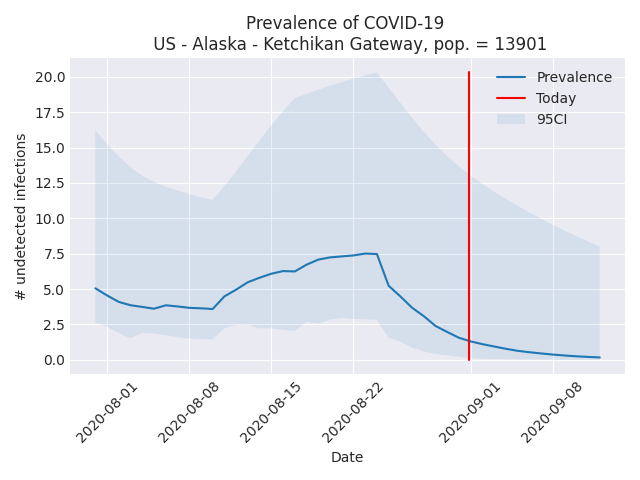 Prevalence of COVID-19
US - Alaska - Ketchikan Gateway, pop. = 13901
Prevalence
Today
95CI
# undetected infections
20.0
17.5
15.0
12.5
10.0
7.5
5.0
2.5
0.0
2020-08-01
2020-08-08
2020-08-15
2020-08-22
2020-09-01
2020-09-08
Date